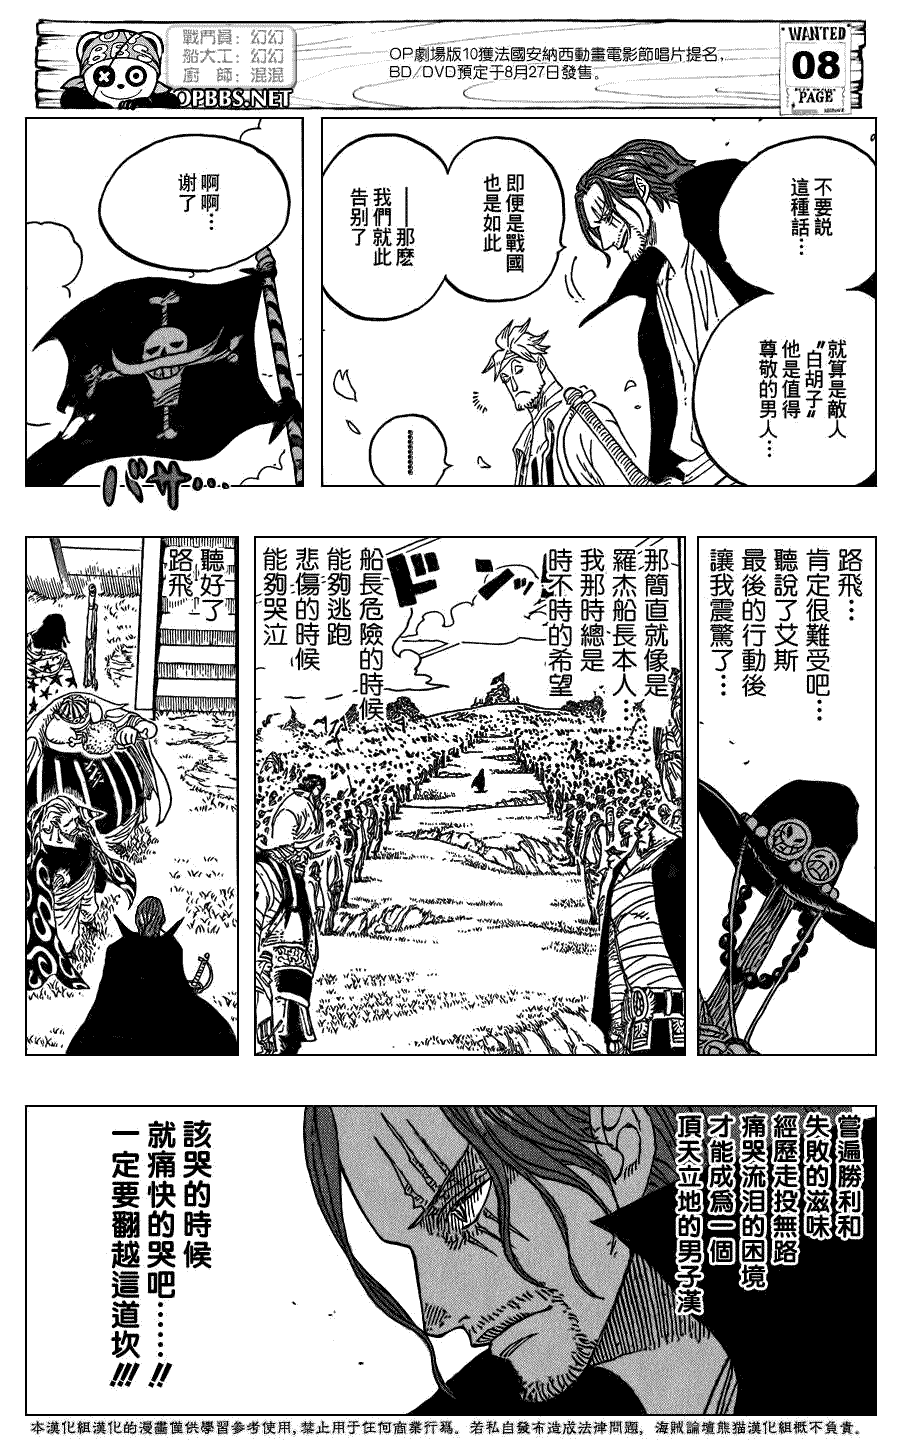 戰鬥員：幻幻
船大工：幻幻
廚　師：混混
OPBBS.NET
OP劇場版10獲法國安納西動畫電影節唱片提名，
BD/DVD預定于8月27日發售。
WANTED
08
PAGE
不要說
這種話…
就算是敵人
〝白胡子〞
他是值得
尊敬的男人…
即便是戰國
也是如此
——那麼
我們就此
告別了
…………
啊啊…
谢了
バサ…
路飛…
肯定很難受吧…
聽說了艾斯
最後的行動後
讓我震驚了…
那簡直就像是
羅杰船長本人…
我那時總是
時不時的希望
ドンッ
船長危險的時候
能夠逃跑
悲傷的時候
能夠哭泣
聽好了
路飛
嘗遍勝利和
失敗的滋味
經歷走投無路
痛哭流泪的困境
才能成爲一個
頂天立地的男子漢
該哭的時候
就痛快的哭吧……!!
一定要翻越這道坎!!!
本漢化組漢化的漫畫僅供學習參考使用,禁止用于任何商業行爲。若私自發布造成法律問題，海賊論壇熊猫漢化組概不負責。